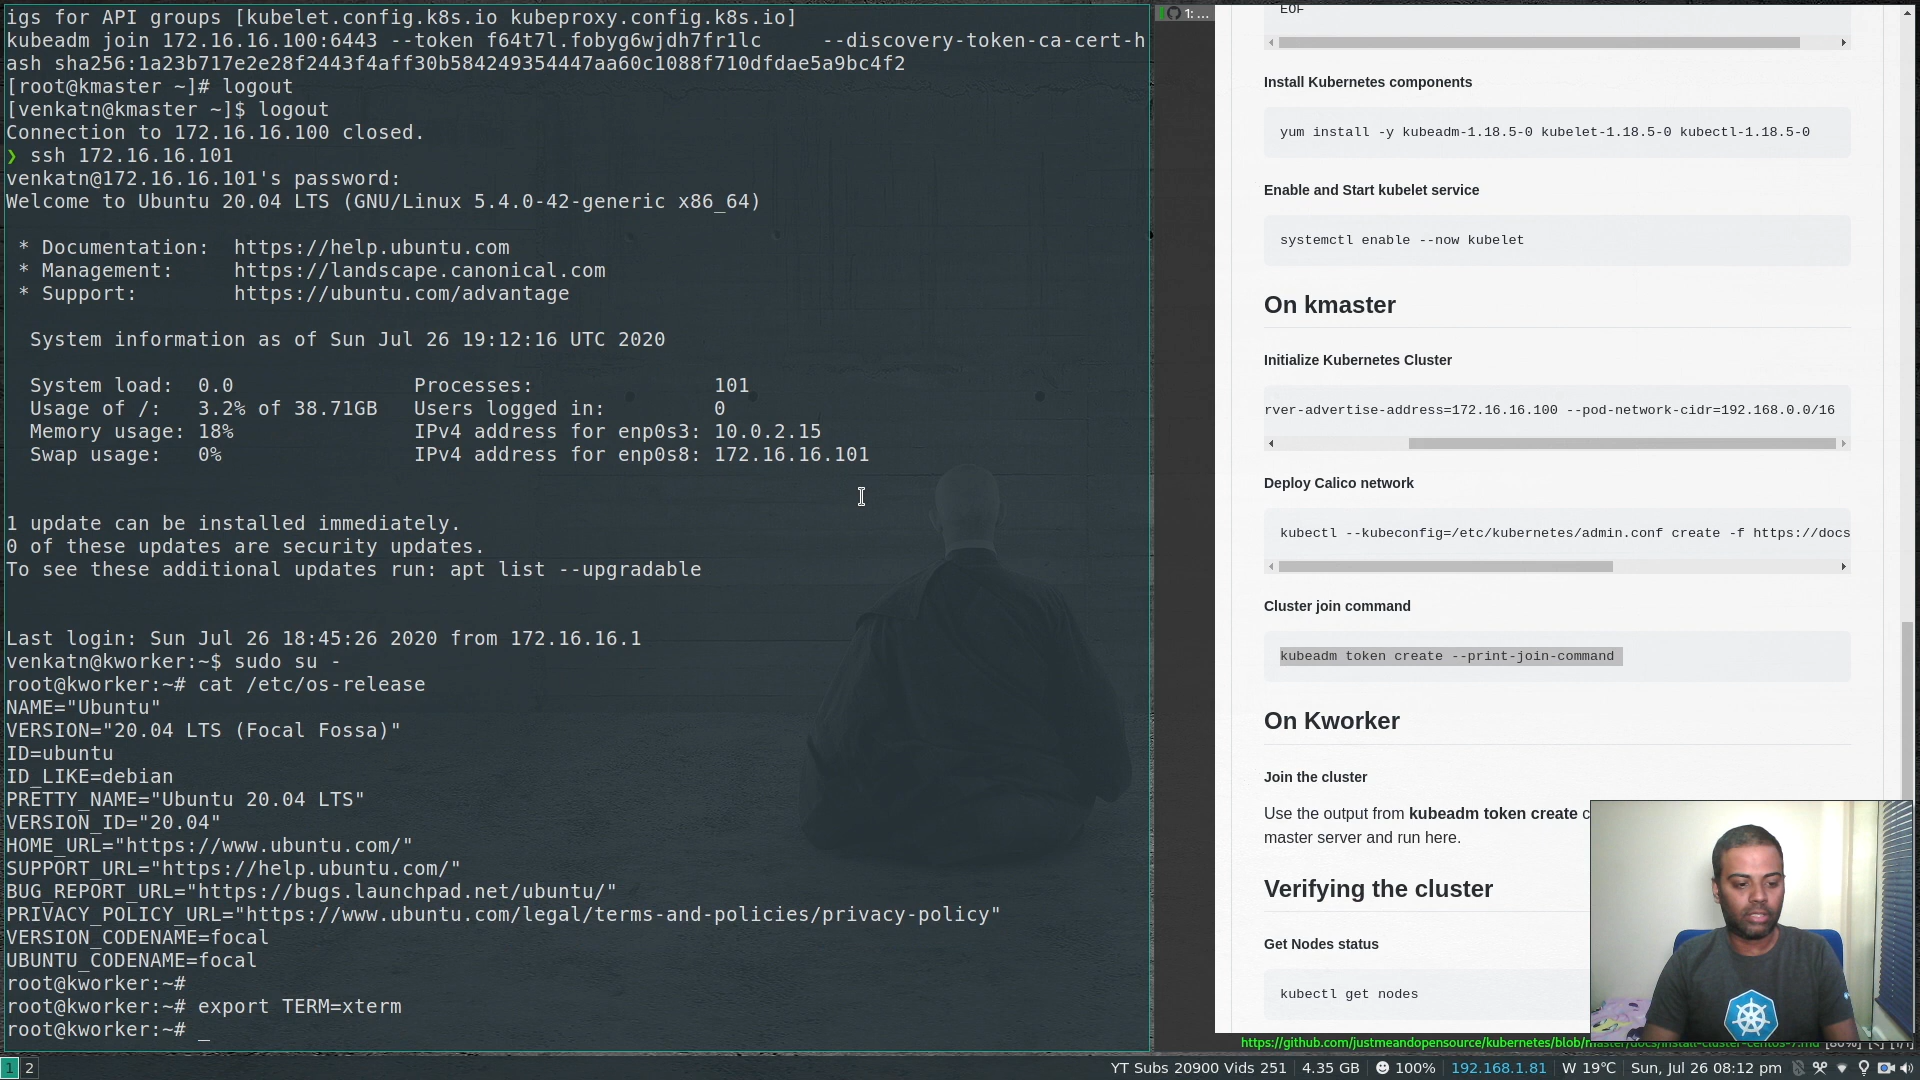 igs for API groups [kubelet.config.k8s.io kubeproxy.config.k8s.io]
kubeadm join 172.16.16.100:6443 --token f64t7l.fobyg6wjdh7fr1lc     --discovery-token-ca-cert-h
ash sha256:1a23b717e2e28f2443f4aff30b584249354447aa60c1088f710dfdae5a9bc4f2
[root@kmaster ~]# logout
[venkatn@kmaster ~]$ logout
Connection to 172.16.16.100 closed.
❯ ssh 172.16.16.101
venkatn@172.16.16.101's password:
Welcome to Ubuntu 20.04 LTS (GNU/Linux 5.4.0-42-generic x86_64)
* Documentation:  https://help.ubuntu.com
* Management:     https://landscape.canonical.com
* Support:        https://ubuntu.com/advantage
System information as of Sun Jul 26 19:12:16 UTC 2020
System load:  0.0               Processes:             101
Usage of /:   3.2% of 38.71GB   Users logged in:       0
Memory usage: 18%               IPv4 address for enp0s3: 10.0.2.15
Swap usage:   0%                IPv4 address for enp0s8: 172.16.16.101
1 update can be installed immediately.
0 of these updates are security updates.
To see these additional updates run: apt list --upgradable
Last login: Sun Jul 26 18:45:26 2020 from 172.16.16.1
venkatn@kworker:~$ sudo su -
root@kworker:~# cat /etc/os-release
NAME="Ubuntu"
VERSION="20.04 LTS (Focal Fossa)"
ID=ubuntu
ID_LIKE=debian
PRETTY_NAME="Ubuntu 20.04 LTS"
VERSION_ID="20.04"
HOME_URL="https://www.ubuntu.com/"
SUPPORT_URL="https://help.ubuntu.com/"
BUG_REPORT_URL="https://bugs.launchpad.net/ubuntu/"
PRIVACY_POLICY_URL="https://www.ubuntu.com/legal/terms-and-policies/privacy-policy"
VERSION_CODENAME=focal
UBUNTU_CODENAME=focal
root@kworker:~#
root@kworker:~# export TERM=xterm
root@kworker:~# _
1: ...
EOF
Install Kubernetes components
yum install -y kubeadm-1.18.5-0 kubelet-1.18.5-0 kubectl-1.18.5-0
Enable and Start kubelet service
systemctl enable --now kubelet
On kmaster
Initialize Kubernetes Cluster
rver-advertise-address=172.16.16.100 --pod-network-cidr=192.168.0.0/16
Deploy Calico network
kubectl --kubeconfig=/etc/kubernetes/admin.conf create -f https://docs
Cluster join command
kubeadm token create --print-join-command
On Kworker
Join the cluster
Use the output from kubeadm token create c
master server and run here.
Verifying the cluster
Get Nodes status
kubectl get nodes
https://github.com/justmeandopensource/kubernetes/blob/master/docs/install-cluster-centos-7.md [80%]
1 2
YT Subs 20900 Vids 251 | 4.35 GB | 100% | 192.168.1.81 | W 19℃ | Sun, Jul 26 08:12 pm